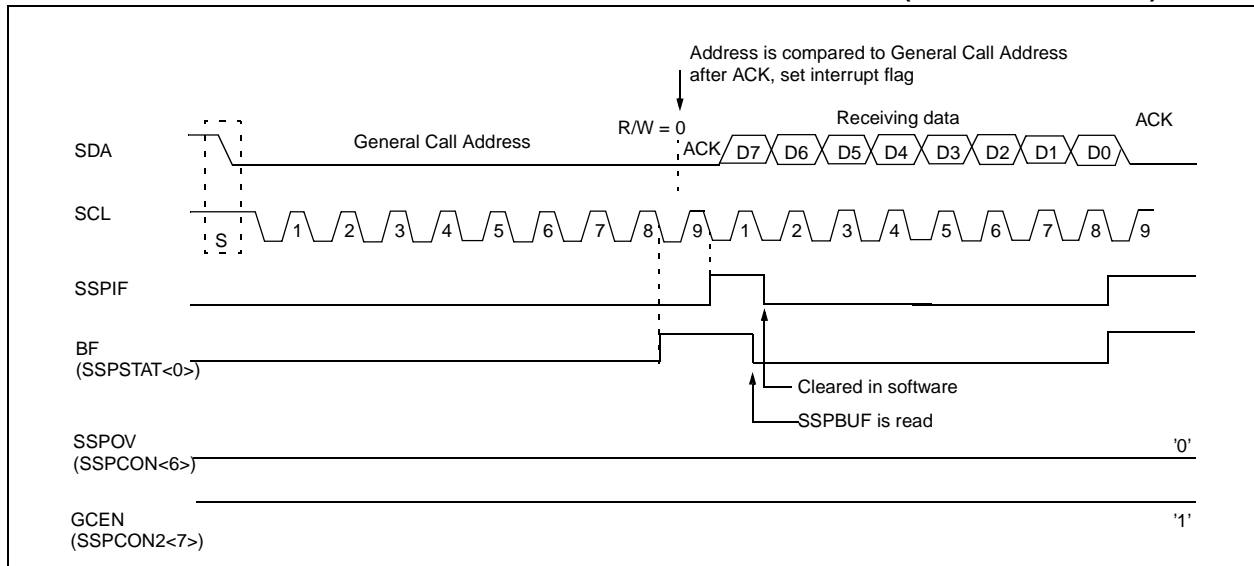 Address is compared to General Call Address
after ACK, set interrupt flag
R/W = 0
Receiving data
ACK
SDA
General Call Address
ACK
D7
D6
D5
D4
D3
D2
D1
D0
SCL
S
1
2
3
4
5
6
7
8
9
1
2
3
4
5
6
7
8
9
SSPIF
BF
(SSPSTAT<0>)
Cleared in software
SSPBUF is read
SSPOV
(SSPCON<6>)
'0'
GCEN
(SSPCON2<7>)
'1'